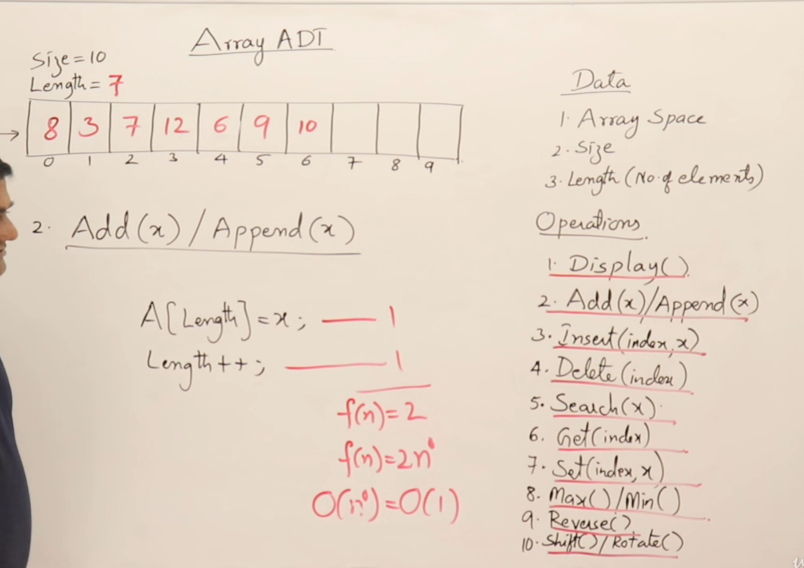 Array ADT
Size = 10
Length = 7
8 3 7 12 6 9 10
0 1 2 3 4 5 6 7 8 9
2. Add(x) / Append(x)
A[Length] = x; — 1
Length++; — 1
f(n) = 2
f(n) = 2n⁰
O(n⁰) = O(1)
Data
1. Array Space
2. Size
3. Length (No. of elements)
Operations
1. Display()
2. Add(x)/Append(x)
3. Insert(index, x)
4. Delete(index)
5. Search(x)
6. Get(index)
7. Set(index, x)
8. Max()/Min()
9. Reverse()
10. Shift()/Rotate()